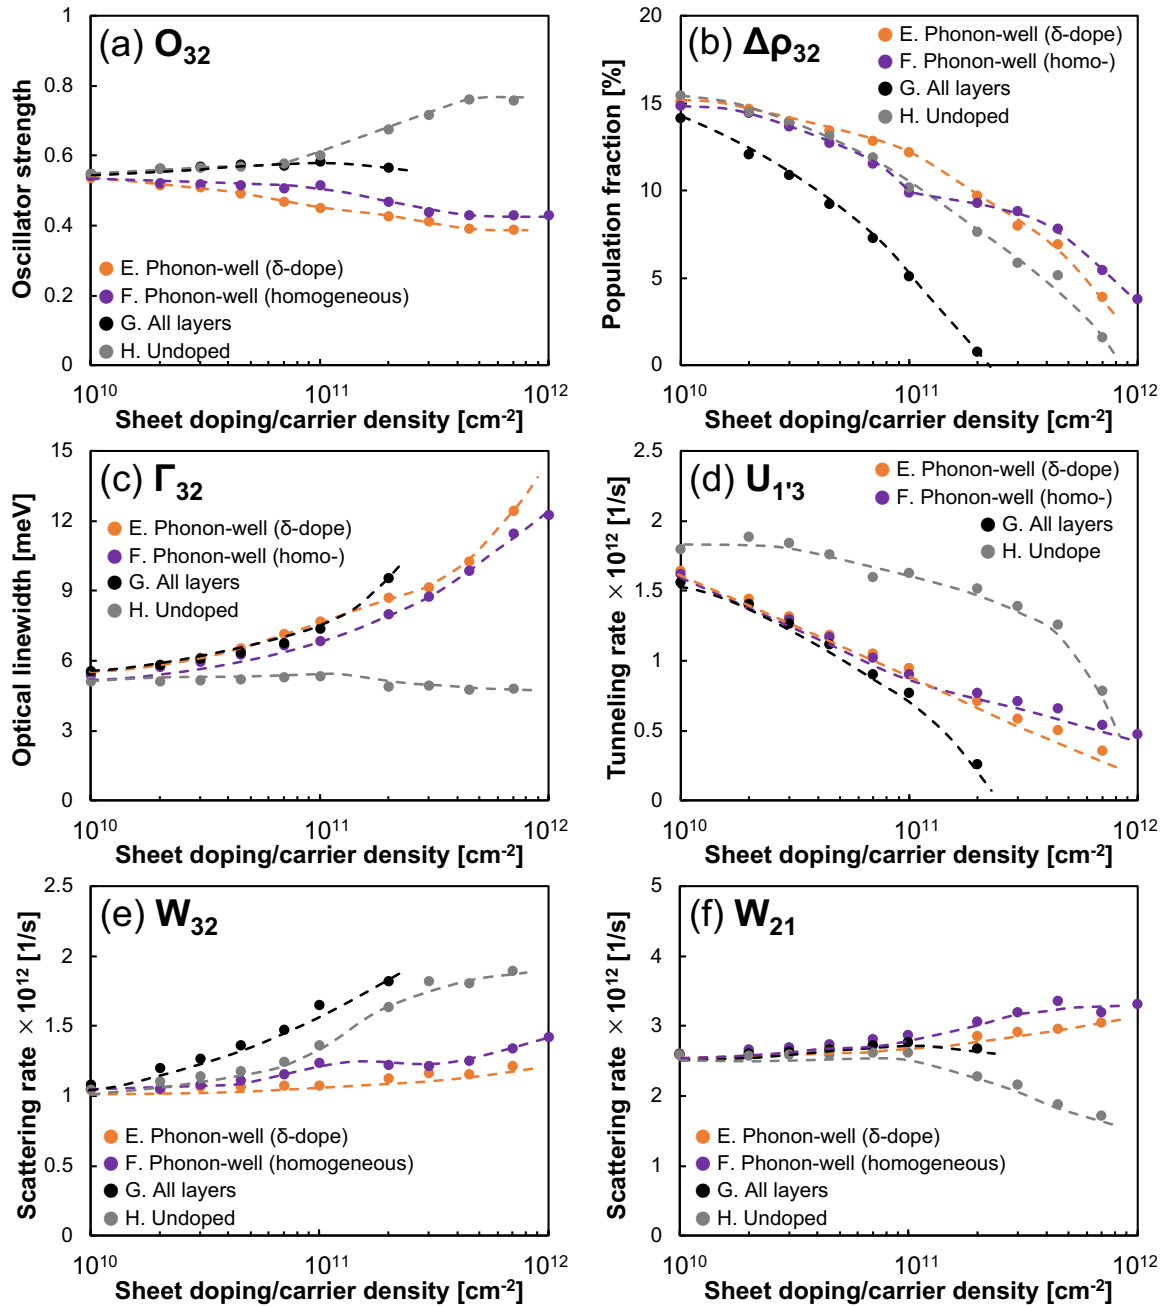 (a) O32
Oscillator strength
1
0.8
0.6
0.4
0.2
0
E. Phonon-well (δ-dope)
F. Phonon-well (homogeneous)
G. All layers
H. Undoped
10^10
10^11
10^12
Sheet doping/carrier density [cm-2]
(b) Δρ32
Population fraction [%]
20
15
10
5
0
E. Phonon-well (δ-dope)
F. Phonon-well (homo-)
G. All layers
H. Undoped
10^10
10^11
10^12
Sheet doping/carrier density [cm-2]
(c) Γ32
Optical linewidth [meV]
15
12
9
6
3
0
E. Phonon-well (δ-dope)
F. Phonon-well (homo-)
G. All layers
H. Undoped
10^10
10^11
10^12
Sheet doping/carrier density [cm-2]
(d) U1'3
Tunneling rate ×10^12 [1/s]
2.5
2
1.5
1
0.5
0
E. Phonon-well (δ-dope)
F. Phonon-well (homo-)
G. All layers
H. Undope
10^10
10^11
10^12
Sheet doping/carrier density [cm-2]
(e) W32
Scattering rate ×10^12 [1/s]
2.5
2
1.5
1
0.5
0
E. Phonon-well (δ-dope)
F. Phonon-well (homogeneous)
G. All layers
H. Undoped
10^10
10^11
10^12
Sheet doping/carrier density [cm-2]
(f) W21
Scattering rate ×10^12 [1/s]
5
4
3
2
1
0
E. Phonon-well (δ-dope)
F. Phonon-well (homogeneous)
G. All layers
H. Undoped
10^10
10^11
10^12
Sheet doping/carrier density [cm-2]